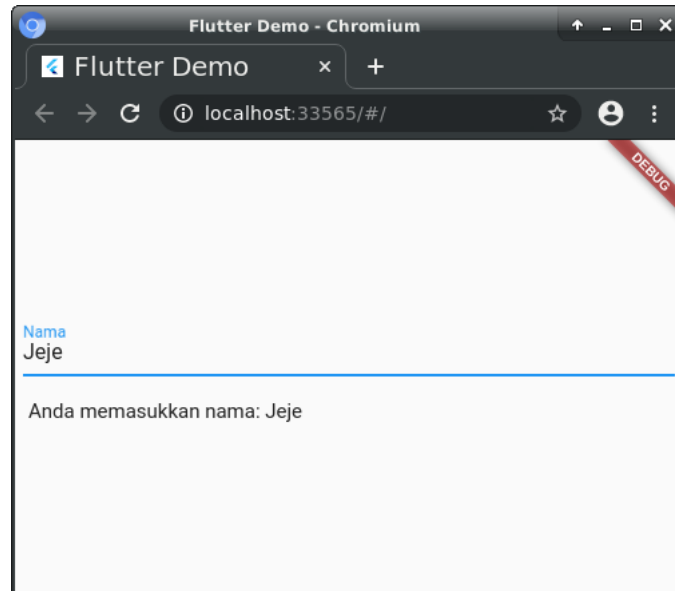 Flutter Demo - Chromium
Flutter Demo
localhost:33565/#/
DEBUG
Nama
Jeje
Anda memasukkan nama: Jeje